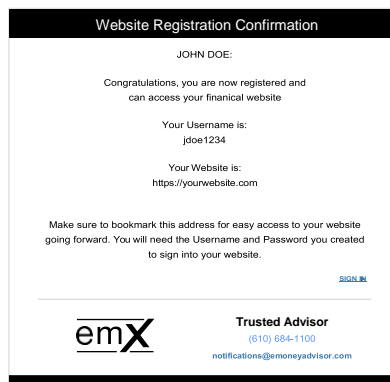 Website Registration Confirmation
JOHN DOE:
Congratulations, you are now registered and
can access your finanical website
Your Username is:
jdoe1234
Your Website is:
https://yourwebsite.com
Make sure to bookmark this address for easy access to your website
going forward. You will need the Username and Password you created
to sign into your website.
SIGN IN
emX
Trusted Advisor
(610) 684-1100
notifications@emoneyadvisor.com